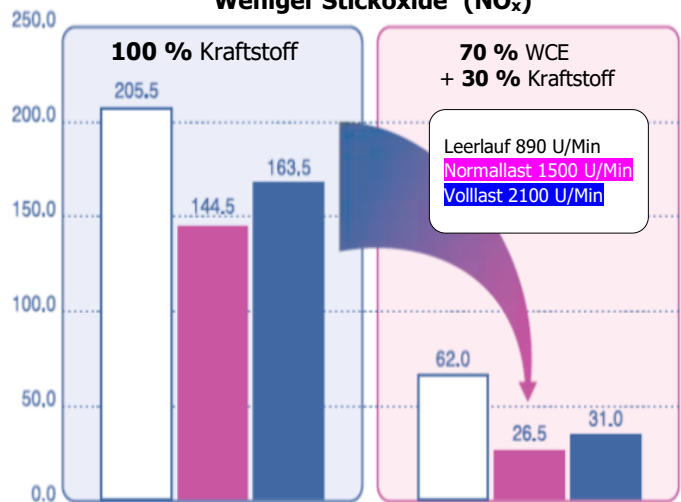 Weniger Stickoxide (NOx)
250.0
200.0
150.0
100.0
50.0
0.0
100 % Kraftstoff
205.5
144.5
163.5
70 % WCE
+ 30 % Kraftstoff
Leerlauf 890 U/Min
Normallast 1500 U/Min
Volllast 2100 U/Min
62.0
26.5
31.0